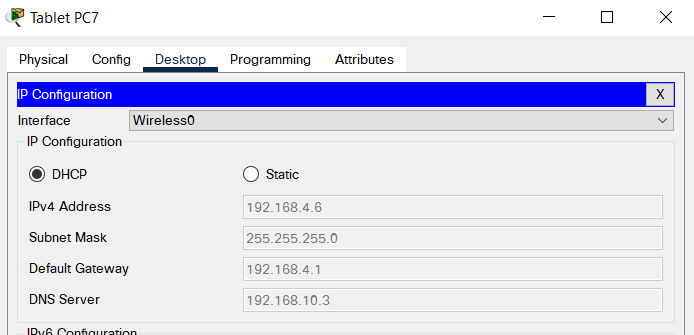 Tablet PC7
Physical Config Desktop Programming Attributes
IP Configuration X
Interface Wireless0
IP Configuration
DHCP Static
IPv4 Address 192.168.4.6
Subnet Mask 255.255.255.0
Default Gateway 192.168.4.1
DNS Server 192.168.10.3
IPv6 Configuration